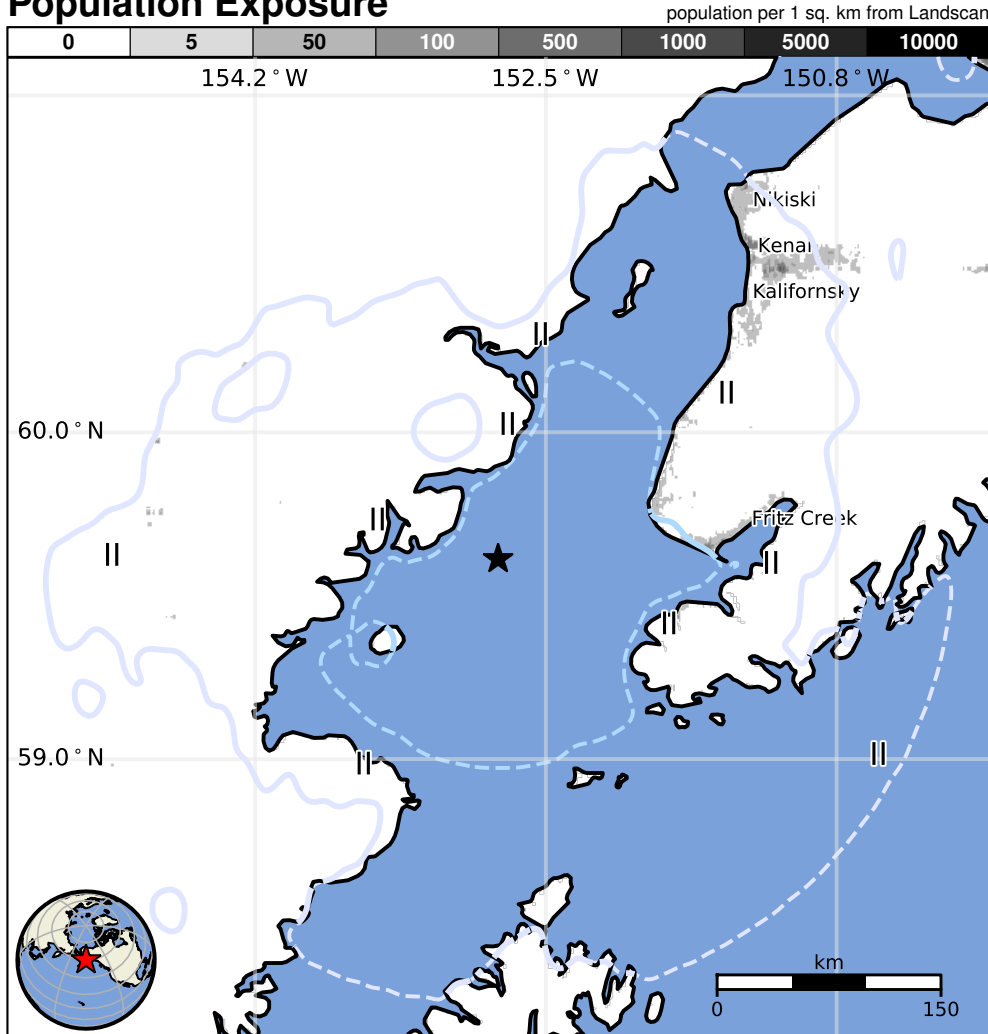 Population Exposure
population per 1 sq. km from Landscan
0 5 50 100 500 1000 5000 10000
154.2°W 152.5°W 150.8°W
Nikiski
Kenai
Kalifornsky
II
II
60.0°N
II
II
Fritz Creek
II
II
II
59.0°N
II
II
km
0 150